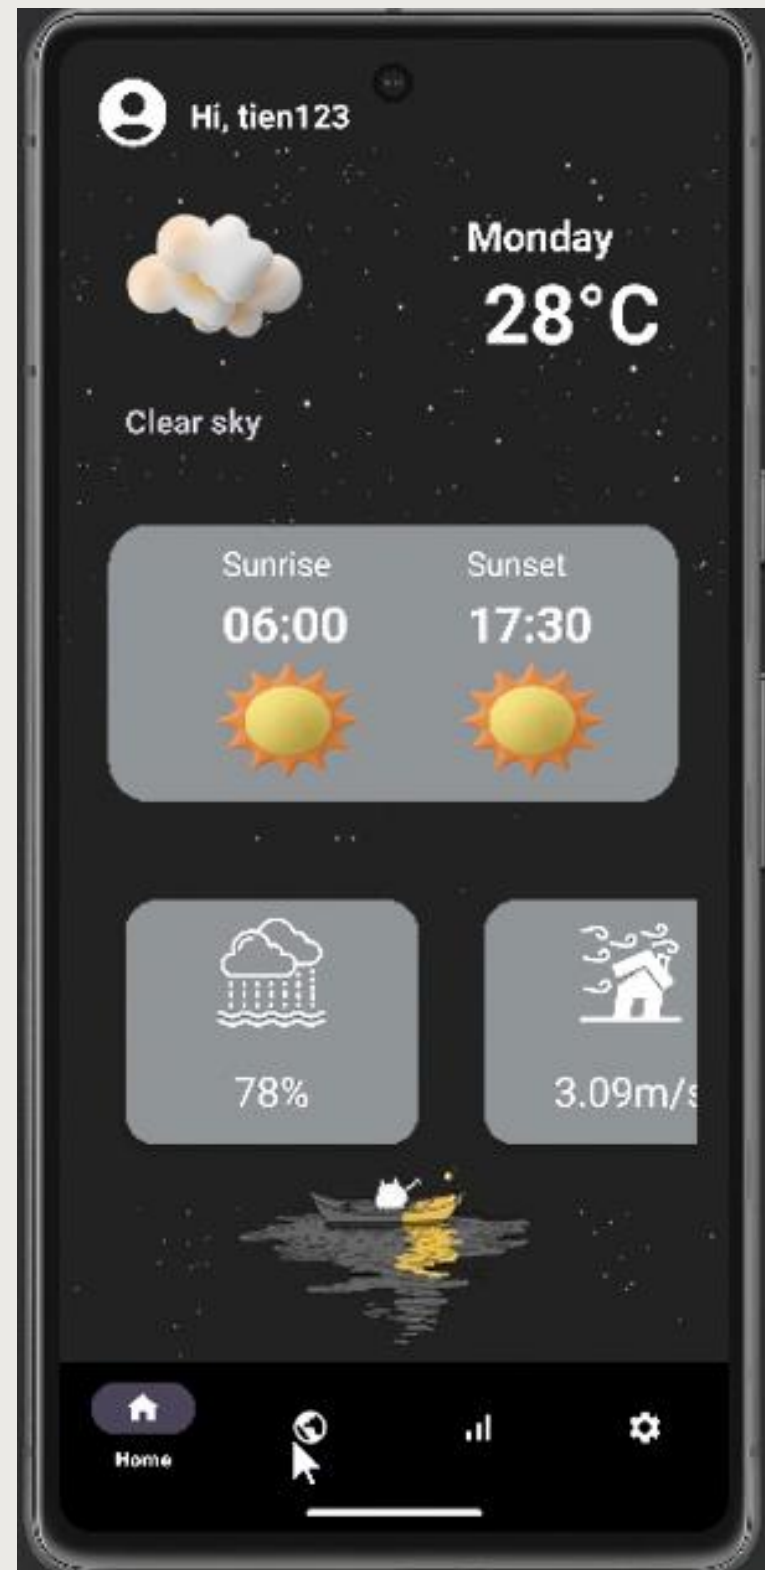 Hi, tien123
Monday
28°C
Clear sky
Sunrise Sunset
06:00 17:30
78% 3.09m/s
Home